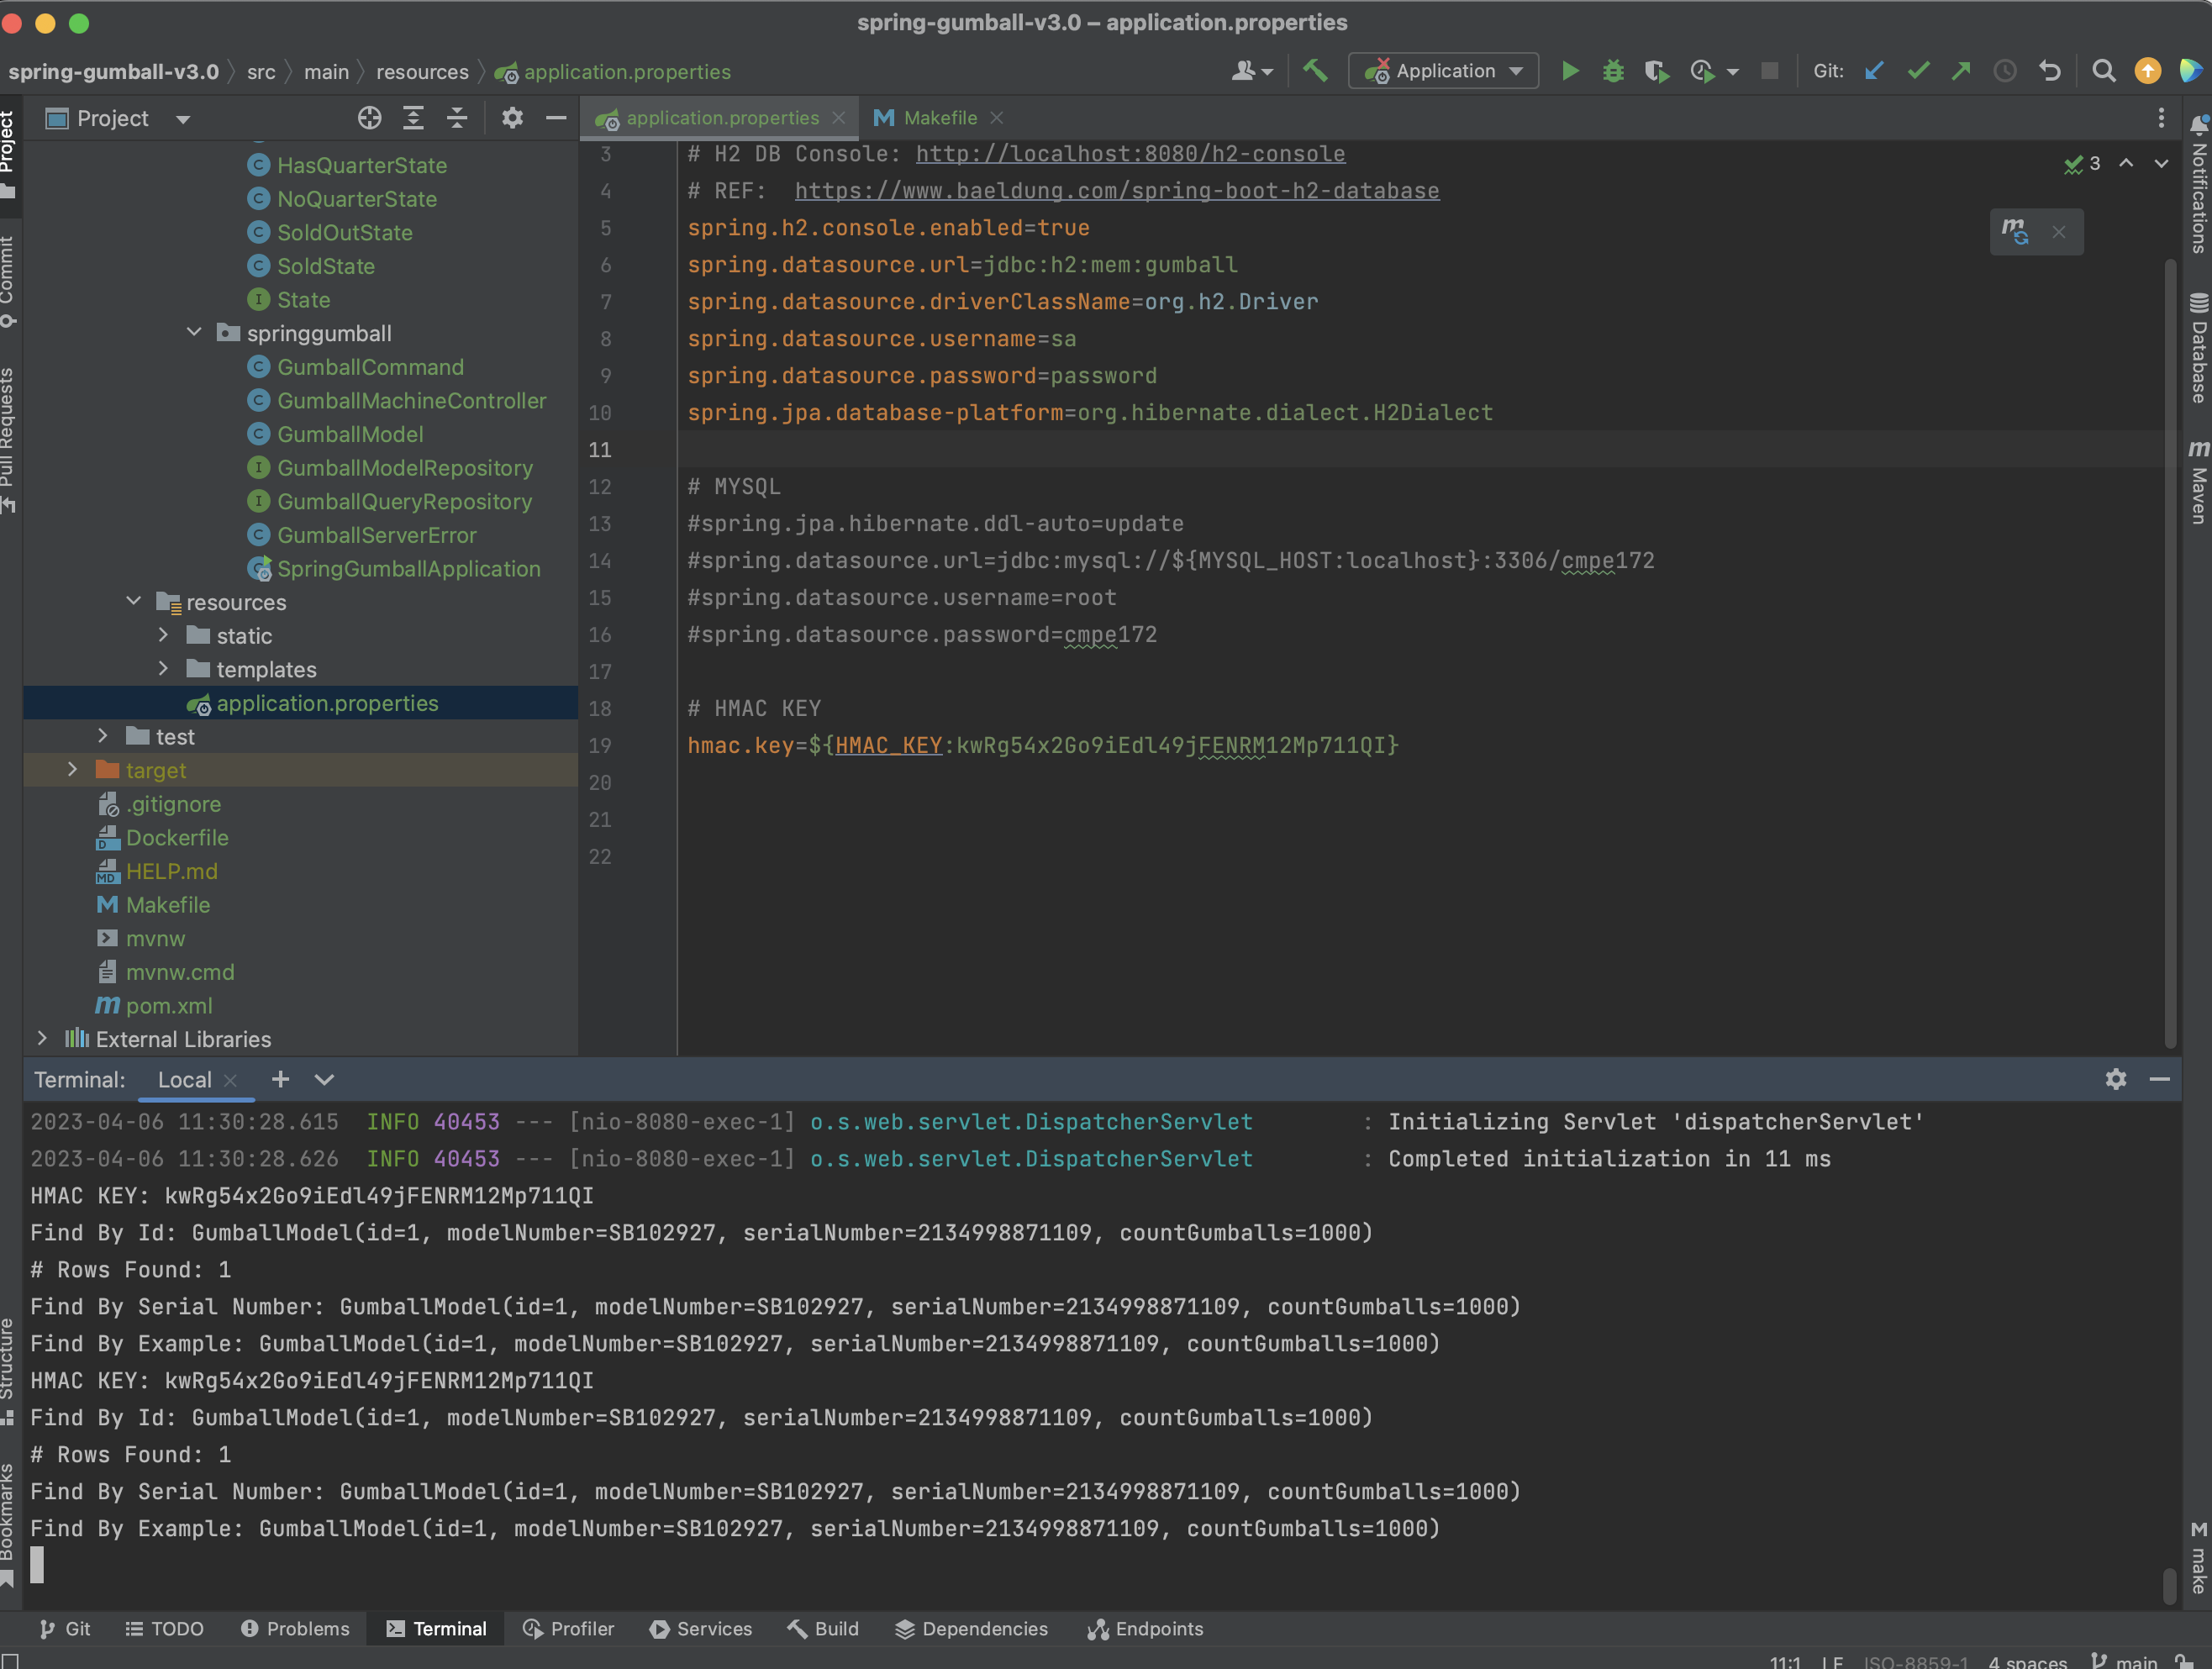 spring-gumball-v3.0 – application.properties
spring-gumball-v3.0 src main resources application.properties
Application
Git:
Project
application.properties
Makefile
Project
Commit
Pull Requests
Structure
Bookmarks
HasQuarterState
NoQuarterState
SoldOutState
SoldState
State
springgumball
GumballCommand
GumballMachineController
GumballModel
GumballModelRepository
GumballQueryRepository
GumballServerError
SpringGumballApplication
resources
static
templates
application.properties
test
target
.gitignore
Dockerfile
HELP.md
Makefile
mvnw
mvnw.cmd
pom.xml
External Libraries
3 # H2 DB Console: http://localhost:8080/h2-console
4 # REF:  https://www.baeldung.com/spring-boot-h2-database
5 spring.h2.console.enabled=true
6 spring.datasource.url=jdbc:h2:mem:gumball
7 spring.datasource.driverClassName=org.h2.Driver
8 spring.datasource.username=sa
9 spring.datasource.password=password
10 spring.jpa.database-platform=org.hibernate.dialect.H2Dialect
11
12 # MYSQL
13 #spring.jpa.hibernate.ddl-auto=update
14 #spring.datasource.url=jdbc:mysql://${MYSQL_HOST:localhost}:3306/cmpe172
15 #spring.datasource.username=root
16 #spring.datasource.password=cmpe172
17
18 # HMAC KEY
19 hmac.key=${HMAC_KEY:kwRg54x2Go9iEdl49jFENRM12Mp711QI}
20
21
22
3
Notifications
Database
Maven
make
Terminal: Local
2023-04-06 11:30:28.615  INFO 40453 --- [nio-8080-exec-1] o.s.web.servlet.DispatcherServlet        : Initializing Servlet 'dispatcherServlet'
2023-04-06 11:30:28.626  INFO 40453 --- [nio-8080-exec-1] o.s.web.servlet.DispatcherServlet        : Completed initialization in 11 ms
HMAC KEY: kwRg54x2Go9iEdl49jFENRM12Mp711QI
Find By Id: GumballModel(id=1, modelNumber=SB102927, serialNumber=2134998871109, countGumballs=1000)
# Rows Found: 1
Find By Serial Number: GumballModel(id=1, modelNumber=SB102927, serialNumber=2134998871109, countGumballs=1000)
Find By Example: GumballModel(id=1, modelNumber=SB102927, serialNumber=2134998871109, countGumballs=1000)
HMAC KEY: kwRg54x2Go9iEdl49jFENRM12Mp711QI
Find By Id: GumballModel(id=1, modelNumber=SB102927, serialNumber=2134998871109, countGumballs=1000)
# Rows Found: 1
Find By Serial Number: GumballModel(id=1, modelNumber=SB102927, serialNumber=2134998871109, countGumballs=1000)
Find By Example: GumballModel(id=1, modelNumber=SB102927, serialNumber=2134998871109, countGumballs=1000)
Git TODO Problems Terminal Profiler Services Build Dependencies Endpoints
11:1 LF ISO-8859-1 4 spaces main